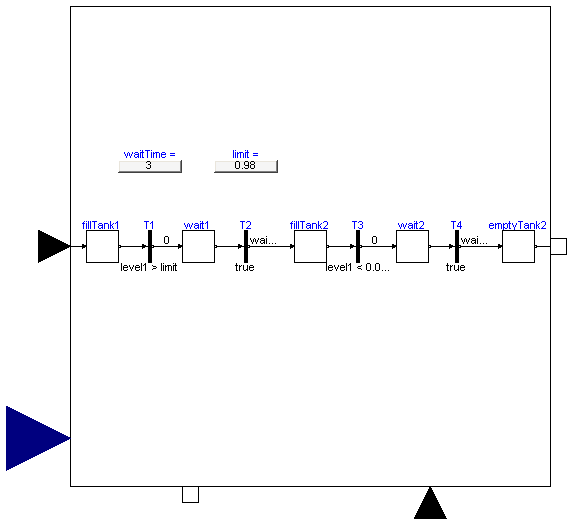 waitTime =
3
limit =
0.98
fillTank1
T1
wait1
T2
fillTank2
T3
wait2
T4
emptyTank2
0
wai...
0
wai...
level1 > limit
true
level1 < 0.0...
true